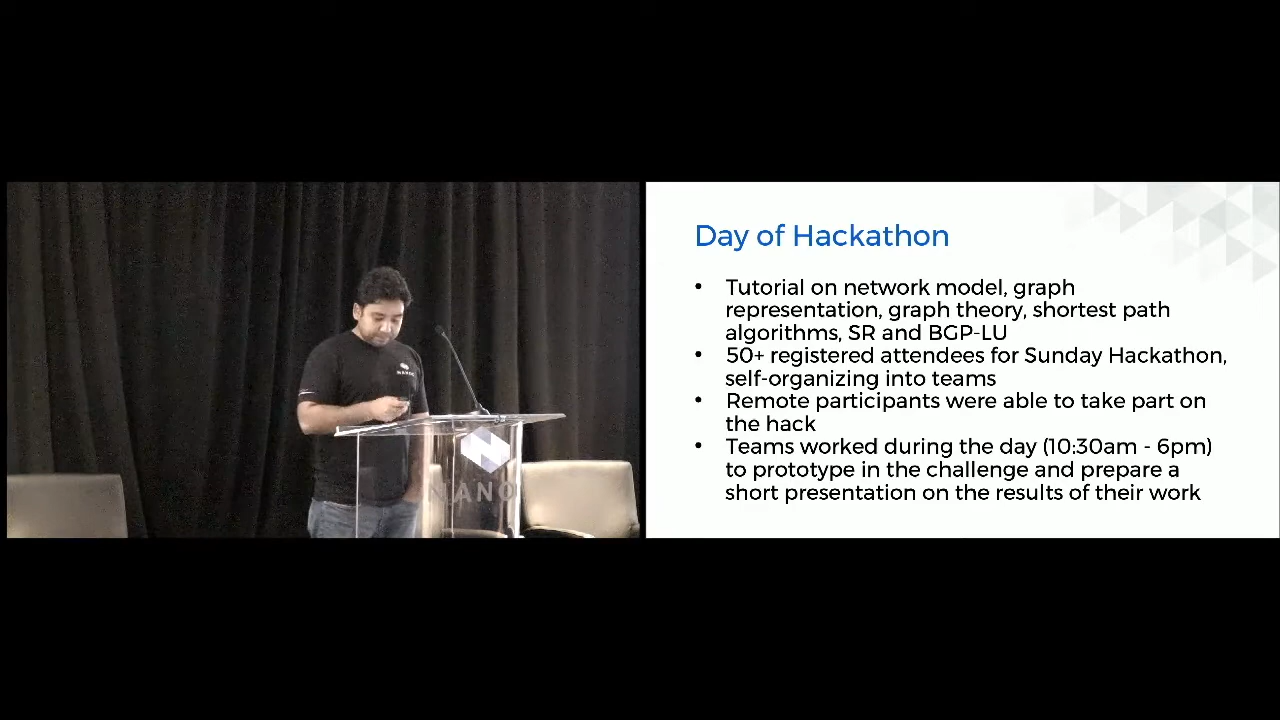 Day of Hackathon
• Tutorial on network model, graph
representation, graph theory, shortest path
algorithms, SR and BGP-LU
• 50+ registered attendees for Sunday Hackathon,
self-organizing into teams
• Remote participants were able to take part on
the hack
• Teams worked during the day (10:30am - 6pm)
to prototype in the challenge and prepare a
short presentation on the results of their work
NANO